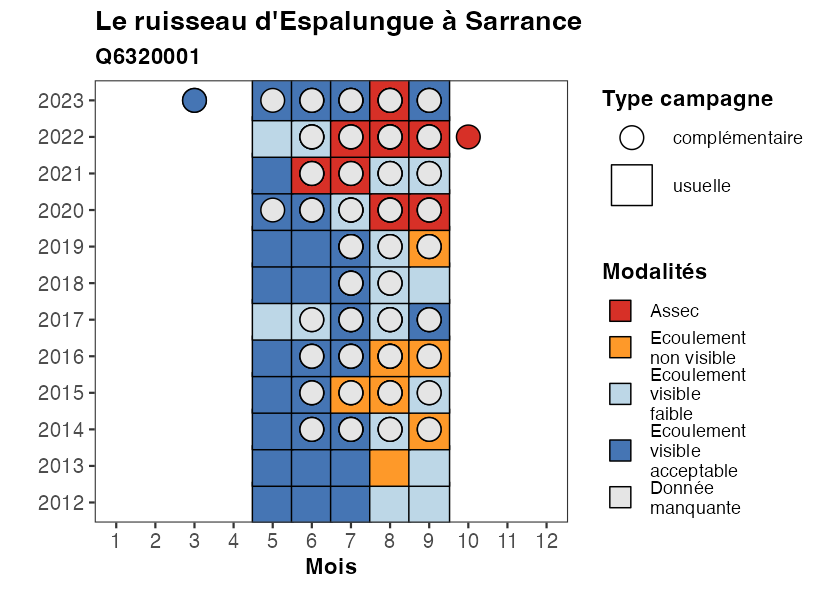 Le ruisseau d'Espalungue à Sarrance
Q6320001
2023
2022
2021
2020
2019
2018
2017
2016
2015
2014
2013
2012
1 2 3 4 5 6 7 8 9 10 11 12
Mois
Type campagne
complémentaire
usuelle
Modalités
Assec
Ecoulement
non visible
Ecoulement
visible
faible
Ecoulement
visible
acceptable
Donnée
manquante